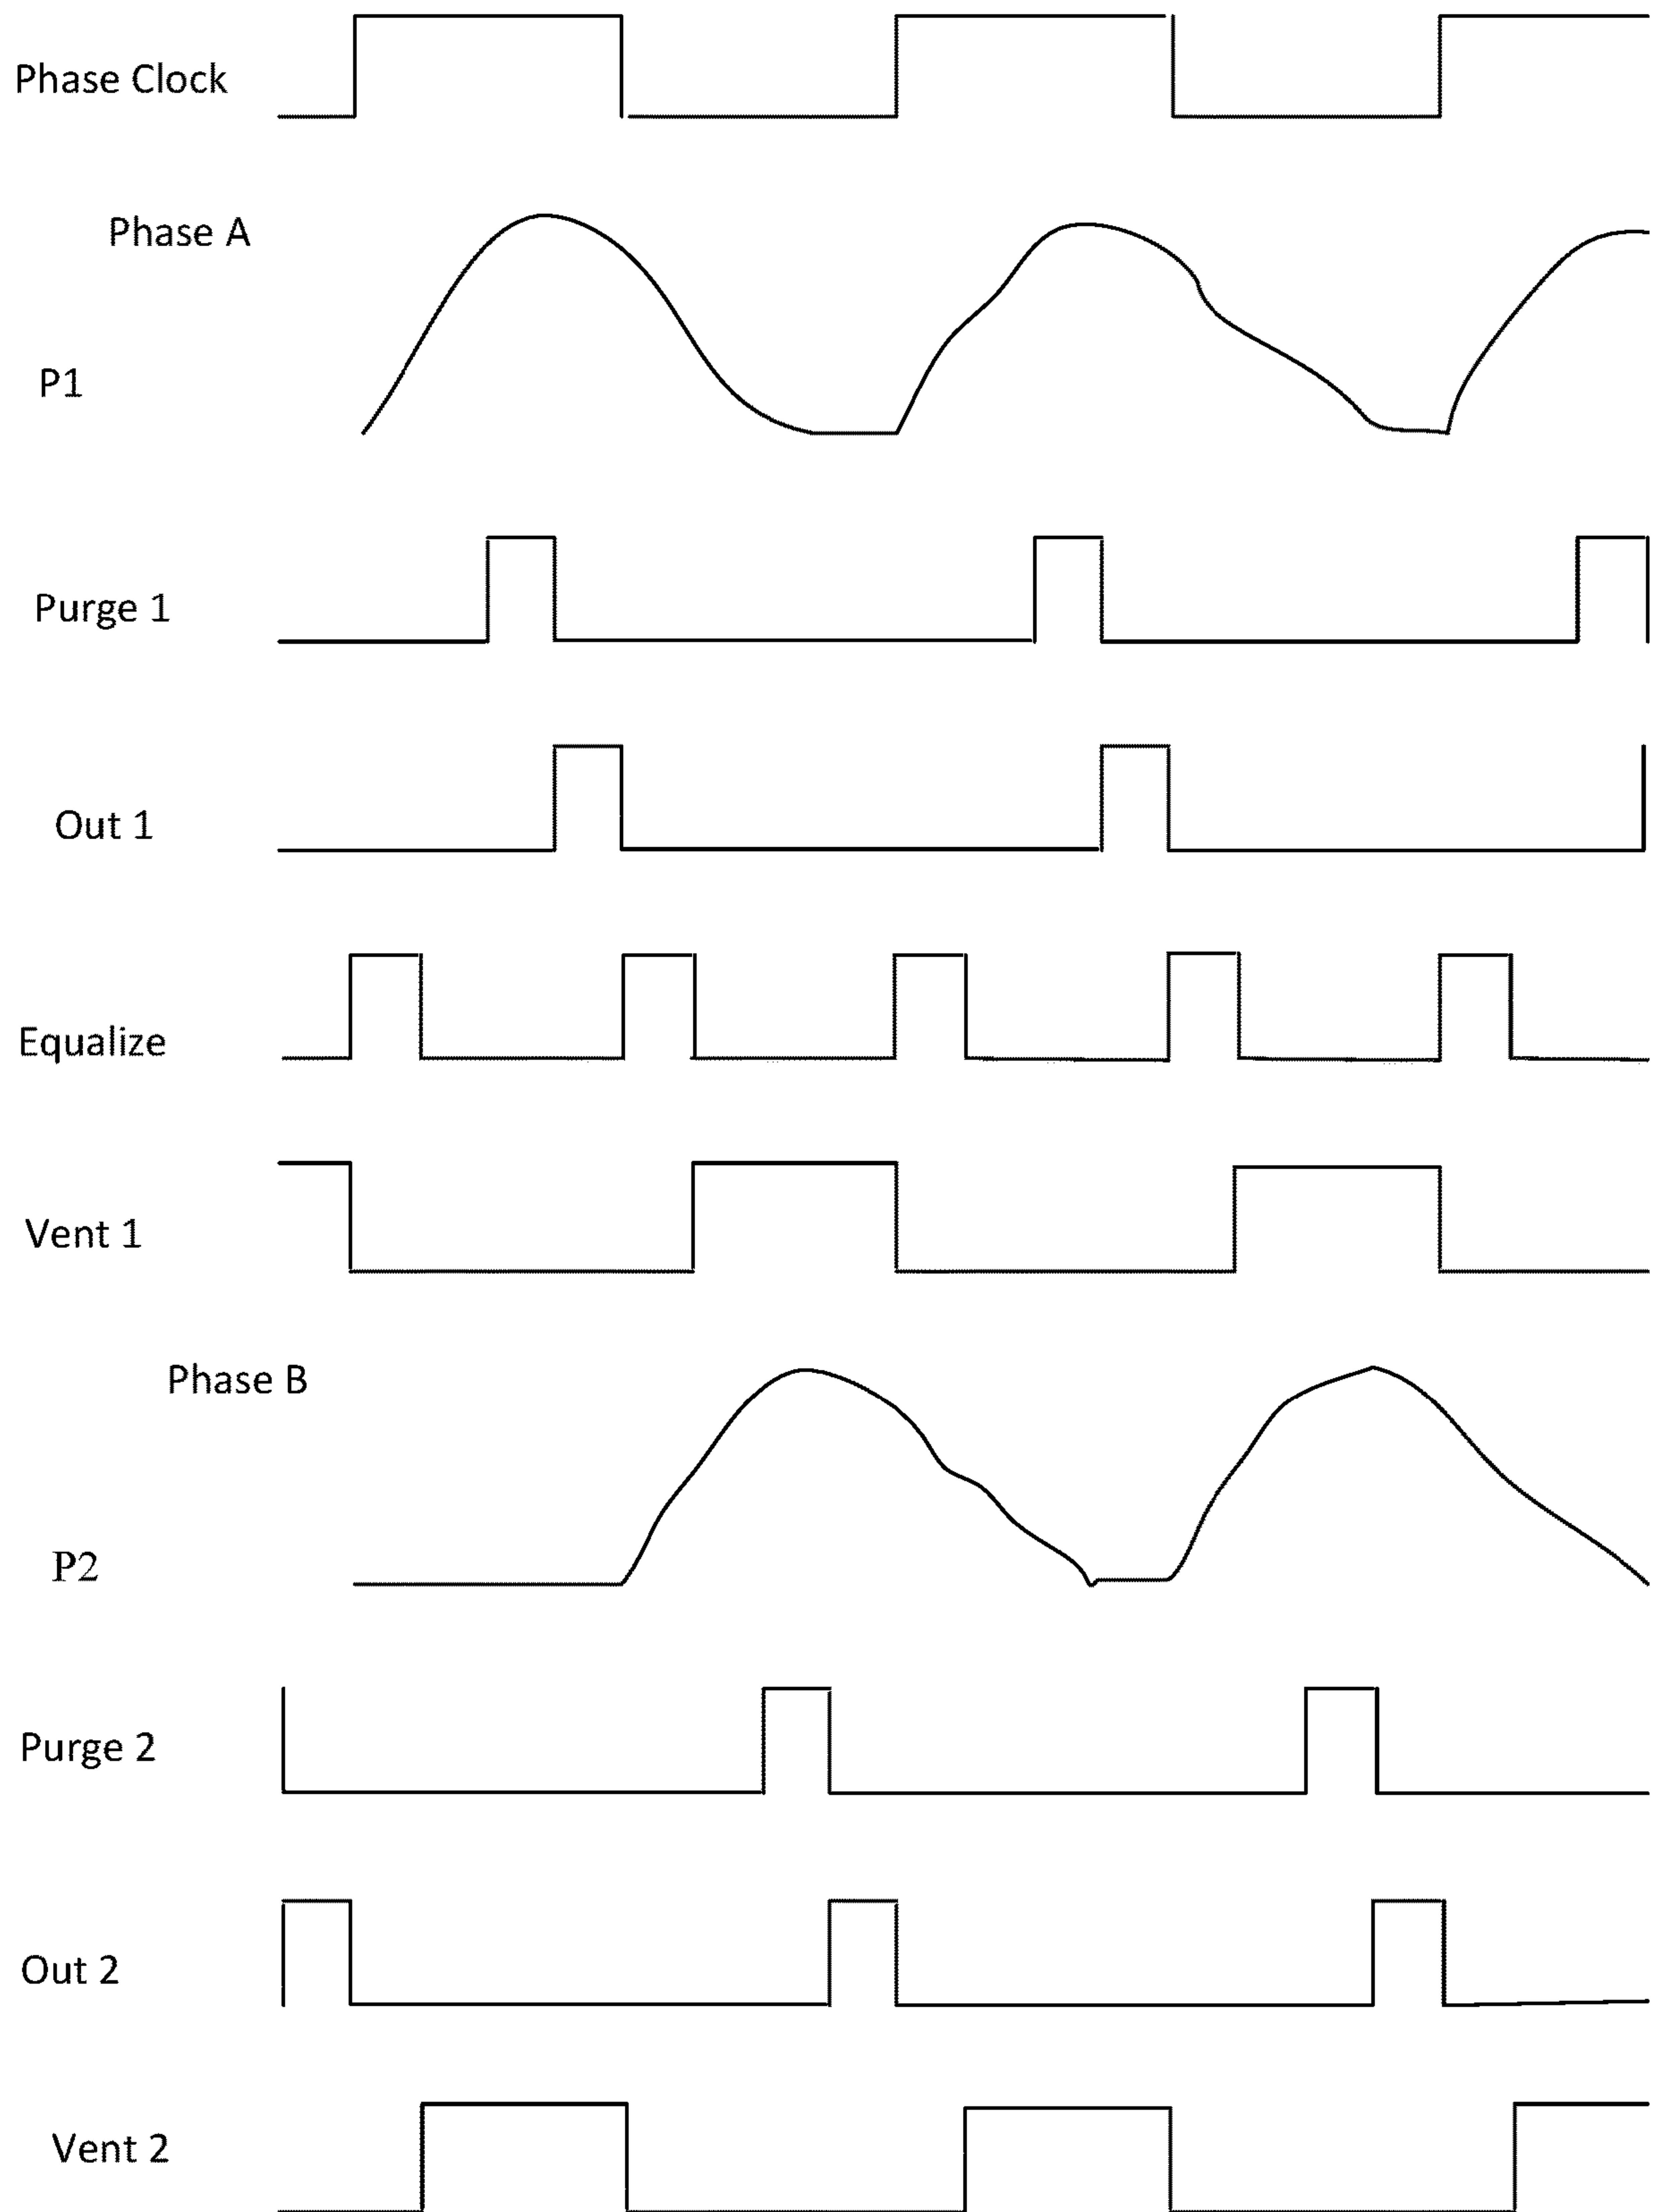 Phase Clock
Phase A
P1
Purge 1
Out 1
Equalize
Vent 1
Phase B
P2
Purge 2
Out 2
Vent 2